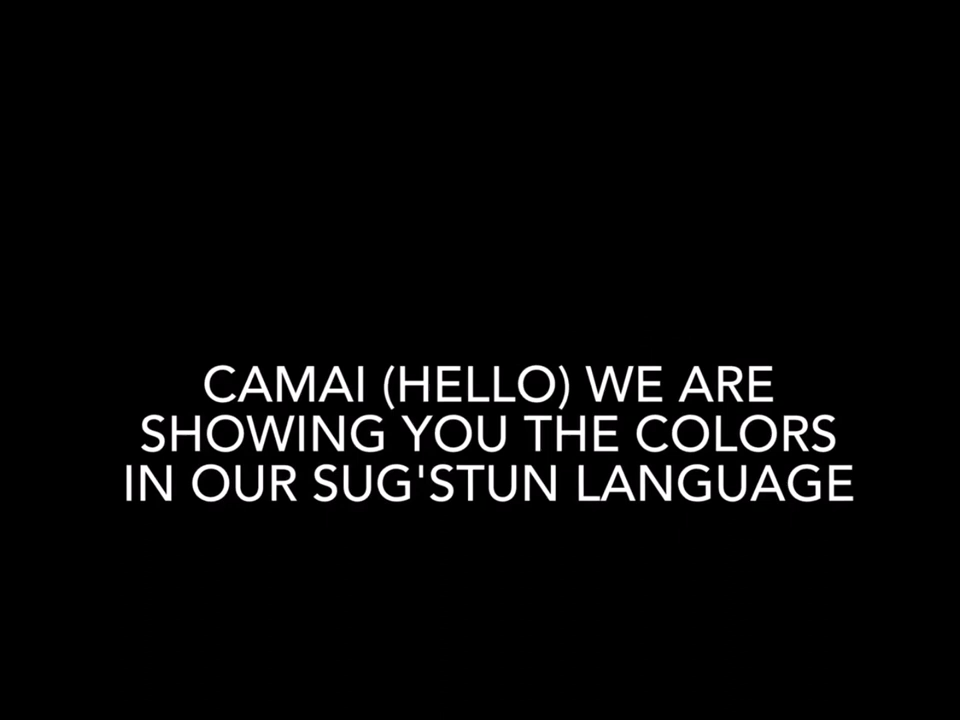 CAMAI (HELLO) WE ARE
SHOWING YOU THE COLORS
IN OUR SUG'STUN LANGUAGE